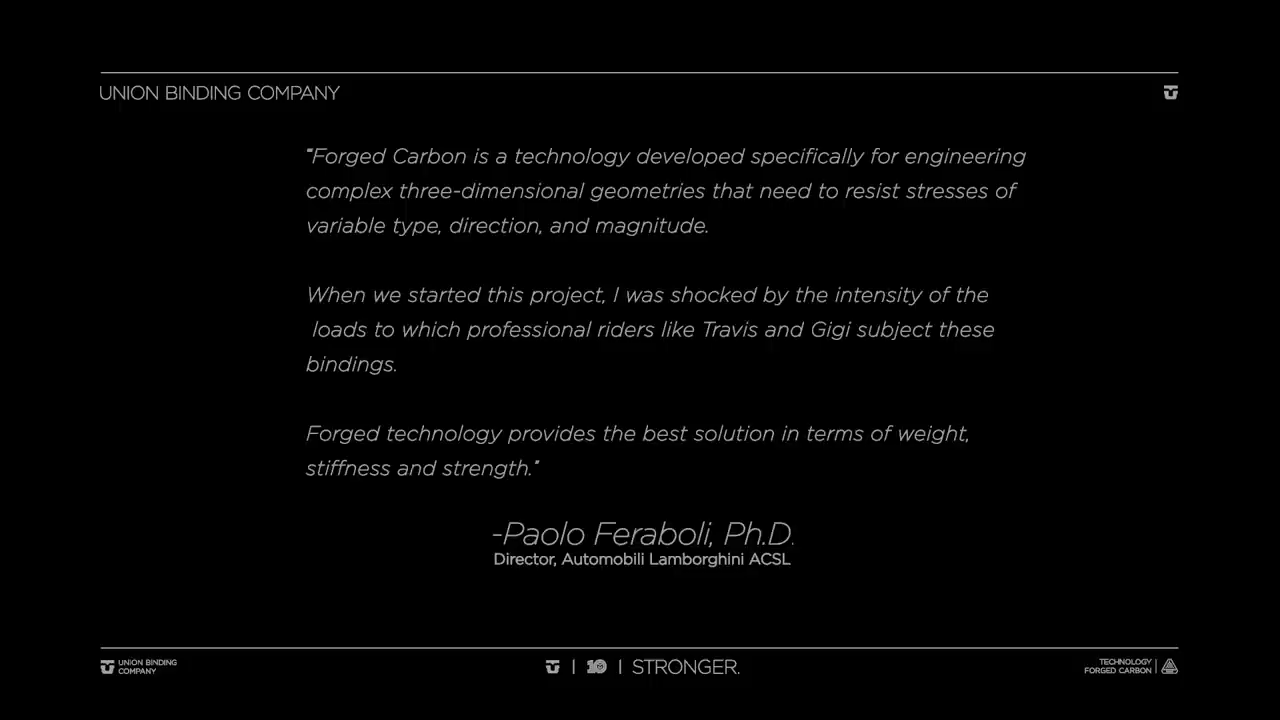 UNION BINDING COMPANY
"Forged Carbon is a technology developed specifically for engineering
complex three-dimensional geometries that need to resist stresses of
variable type, direction, and magnitude.
When we started this project, I was shocked by the intensity of the
loads to which professional riders like Travis and Gigi subject these
bindings.
Forged technology provides the best solution in terms of weight,
stiffness and strength."
-Paolo Feraboli, Ph.D.
Director, Automobili Lamborghini ACSL
UNION BINDING
COMPANY
| 10 | STRONGER.
TECHNOLOGY
FORGED CARBON |